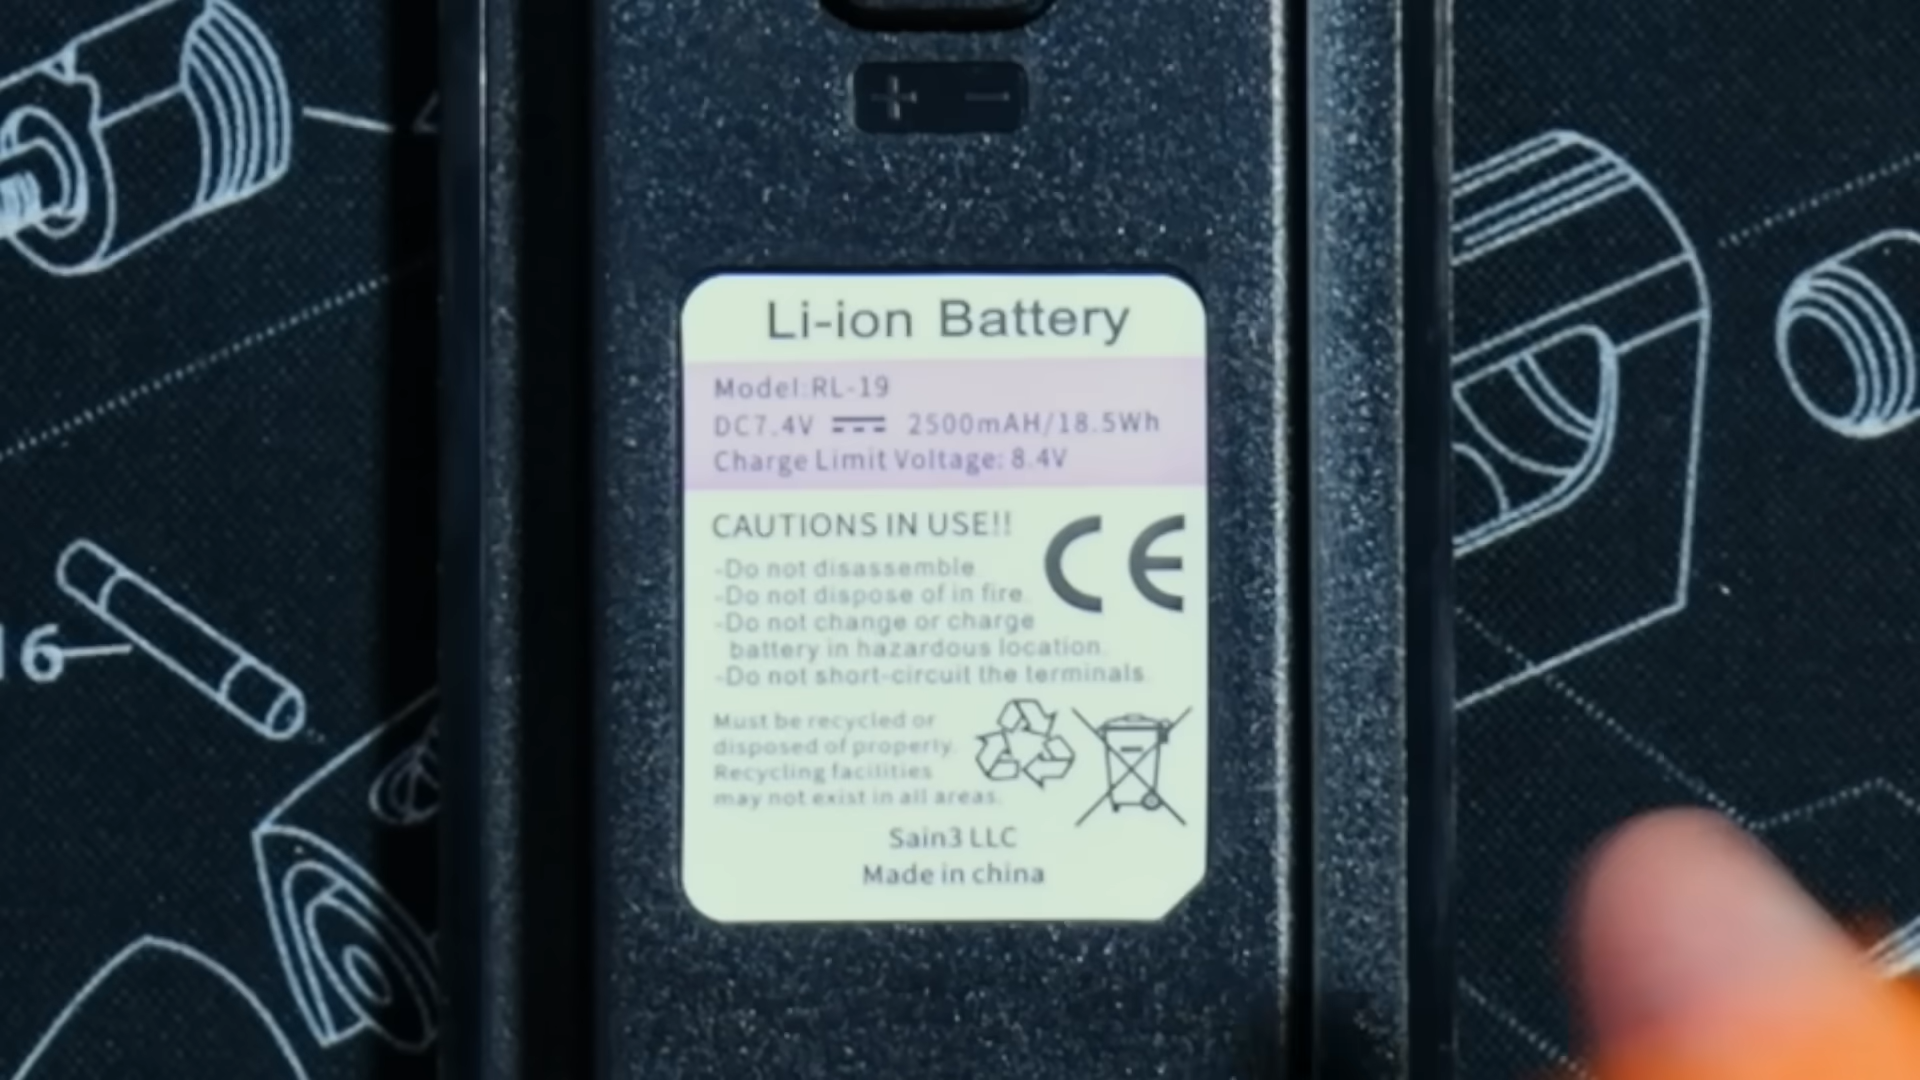 + −
Li-ion Battery
Model:RL-19
DC7.4V ⎓ 2500mAH/18.5Wh
Charge Limit Voltage: 8.4V
CAUTIONS IN USE!!
CE
-Do not disassemble
-Do not dispose of in fire.
-Do not change or charge
battery in hazardous location.
-Do not short-circuit the terminals.
Must be recycled or
disposed of property.
Recycling facilities
may not exist in all areas.
Sain3 LLC
Made in china
16